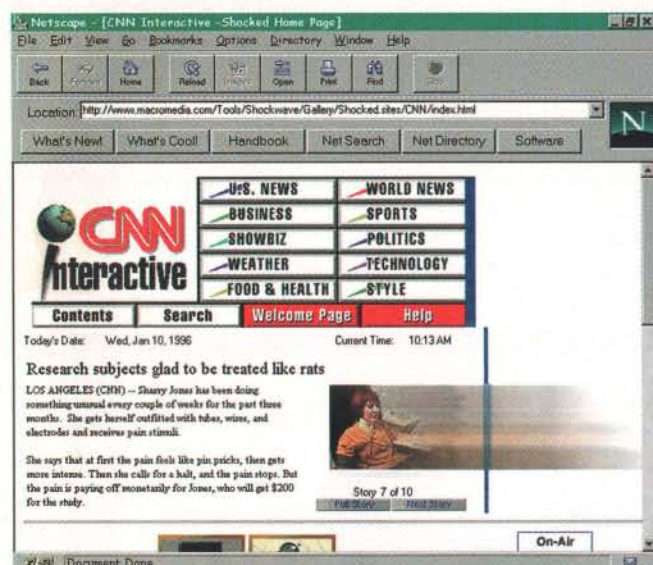 Netscape - [CNN Interactive -Shocked Home Page]
File Edit View Go Bookmarks Options Directory Window Help
Back Forward Home Reload Images Open Print Find Stop
Location: http://www.macromedia.com/Tools/Shockwave/Gallery/Shocked.sites/CNN/index.html
N
What's New! What's Cool! Handbook Net Search Net Directory Software
CNN
Interactive
U.S. NEWS WORLD NEWS
BUSINESS SPORTS
SHOWBIZ POLITICS
WEATHER TECHNOLOGY
FOOD & HEALTH STYLE
Contents Search Welcome Page Help
Today's Date: Wed, Jan 10, 1996 Current Time: 10:13 AM
Research subjects glad to be treated like rats
LOS ANGELES (CNN) -- Sharry Jones has been doing
something unusual every couple of weeks for the past three
months. She gets herself outfitted with tubes, wires, and
electrodes and receives pain stimuli.
She says that at first the pain feels like pin pricks, then gets
more intense. Then she calls for a halt, and the pain stops. But
the pain is paying off monetarily for Jones, who will get $200
for the study.
Story 7 of 10
Full Story Next Story
On-Air
Document: Done